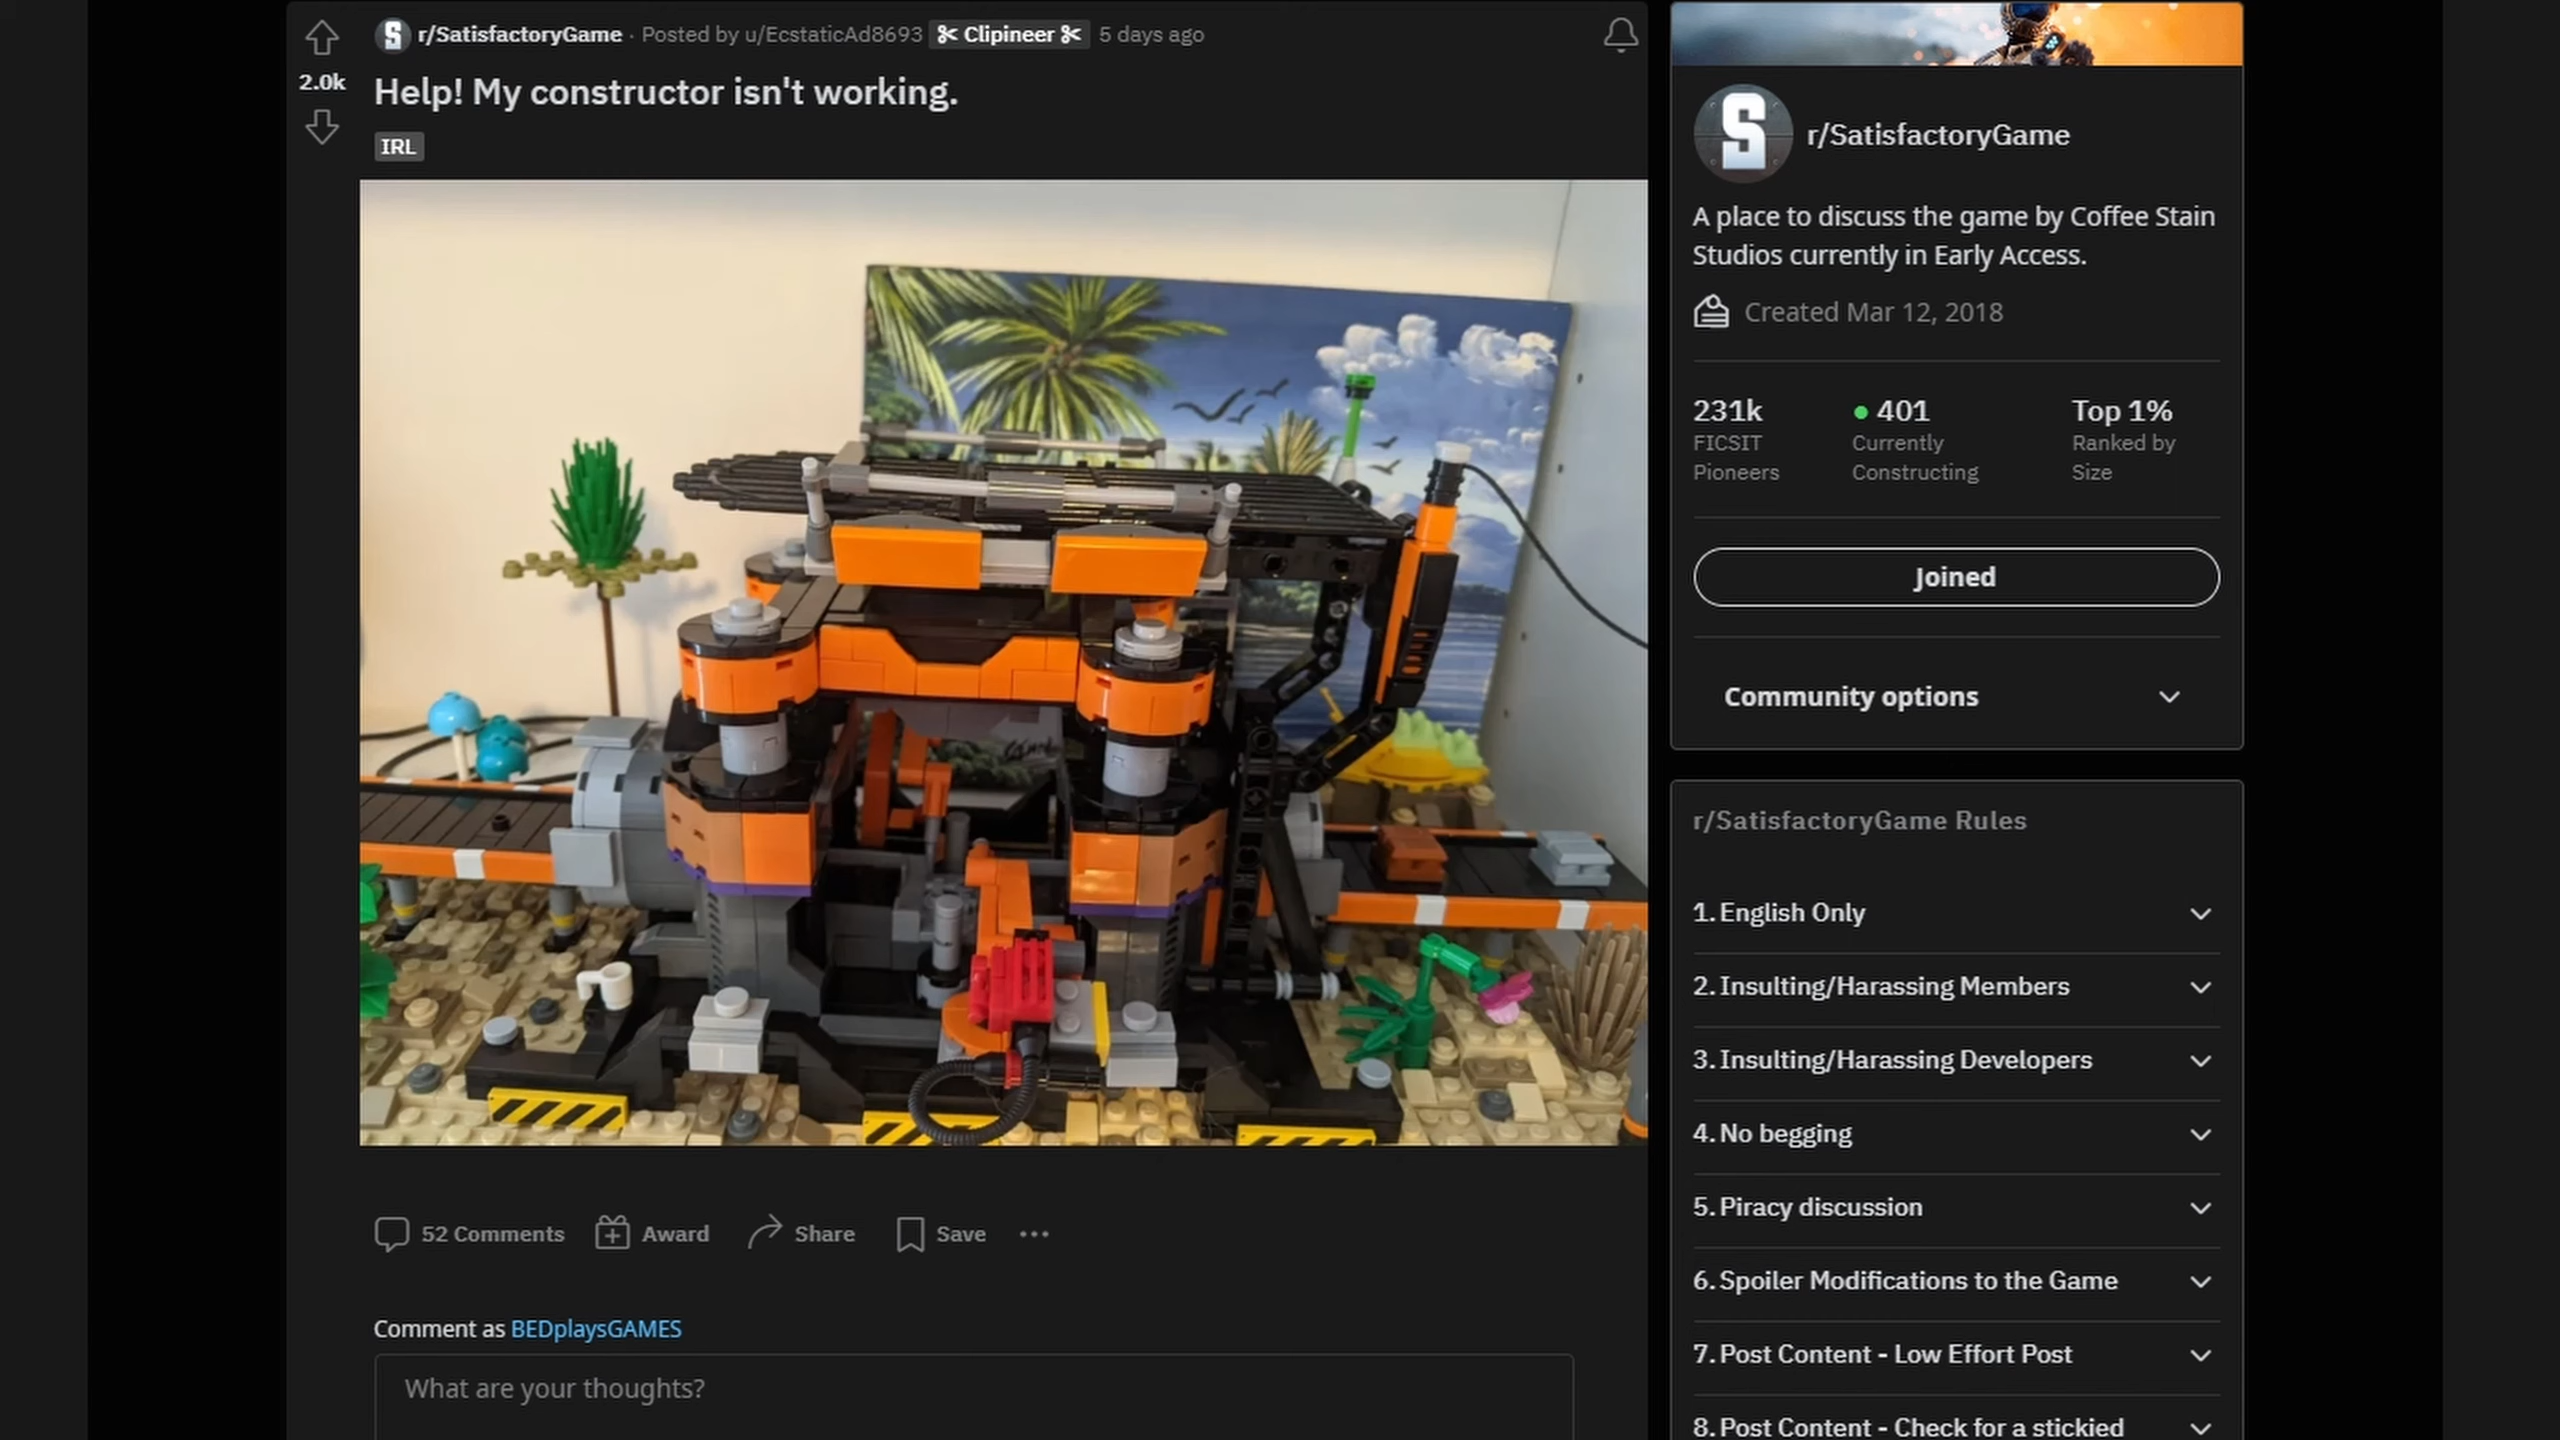 r/SatisfactoryGame · Posted by u/EcstaticAd8693 Clipineer 5 days ago
2.0k
Help! My constructor isn't working.
IRL
52 Comments Award Share Save
Comment as BEDplaysGAMES
What are your thoughts?
S r/SatisfactoryGame
A place to discuss the game by Coffee Stain
Studios currently in Early Access.
Created Mar 12, 2018
231k 401 Top 1%
FICSIT Currently Ranked by
Pioneers Constructing Size
Joined
Community options
r/SatisfactoryGame Rules
1. English Only
2. Insulting/Harassing Members
3. Insulting/Harassing Developers
4. No begging
5. Piracy discussion
6. Spoiler Modifications to the Game
7. Post Content - Low Effort Post
8. Post Content - Check for a stickied